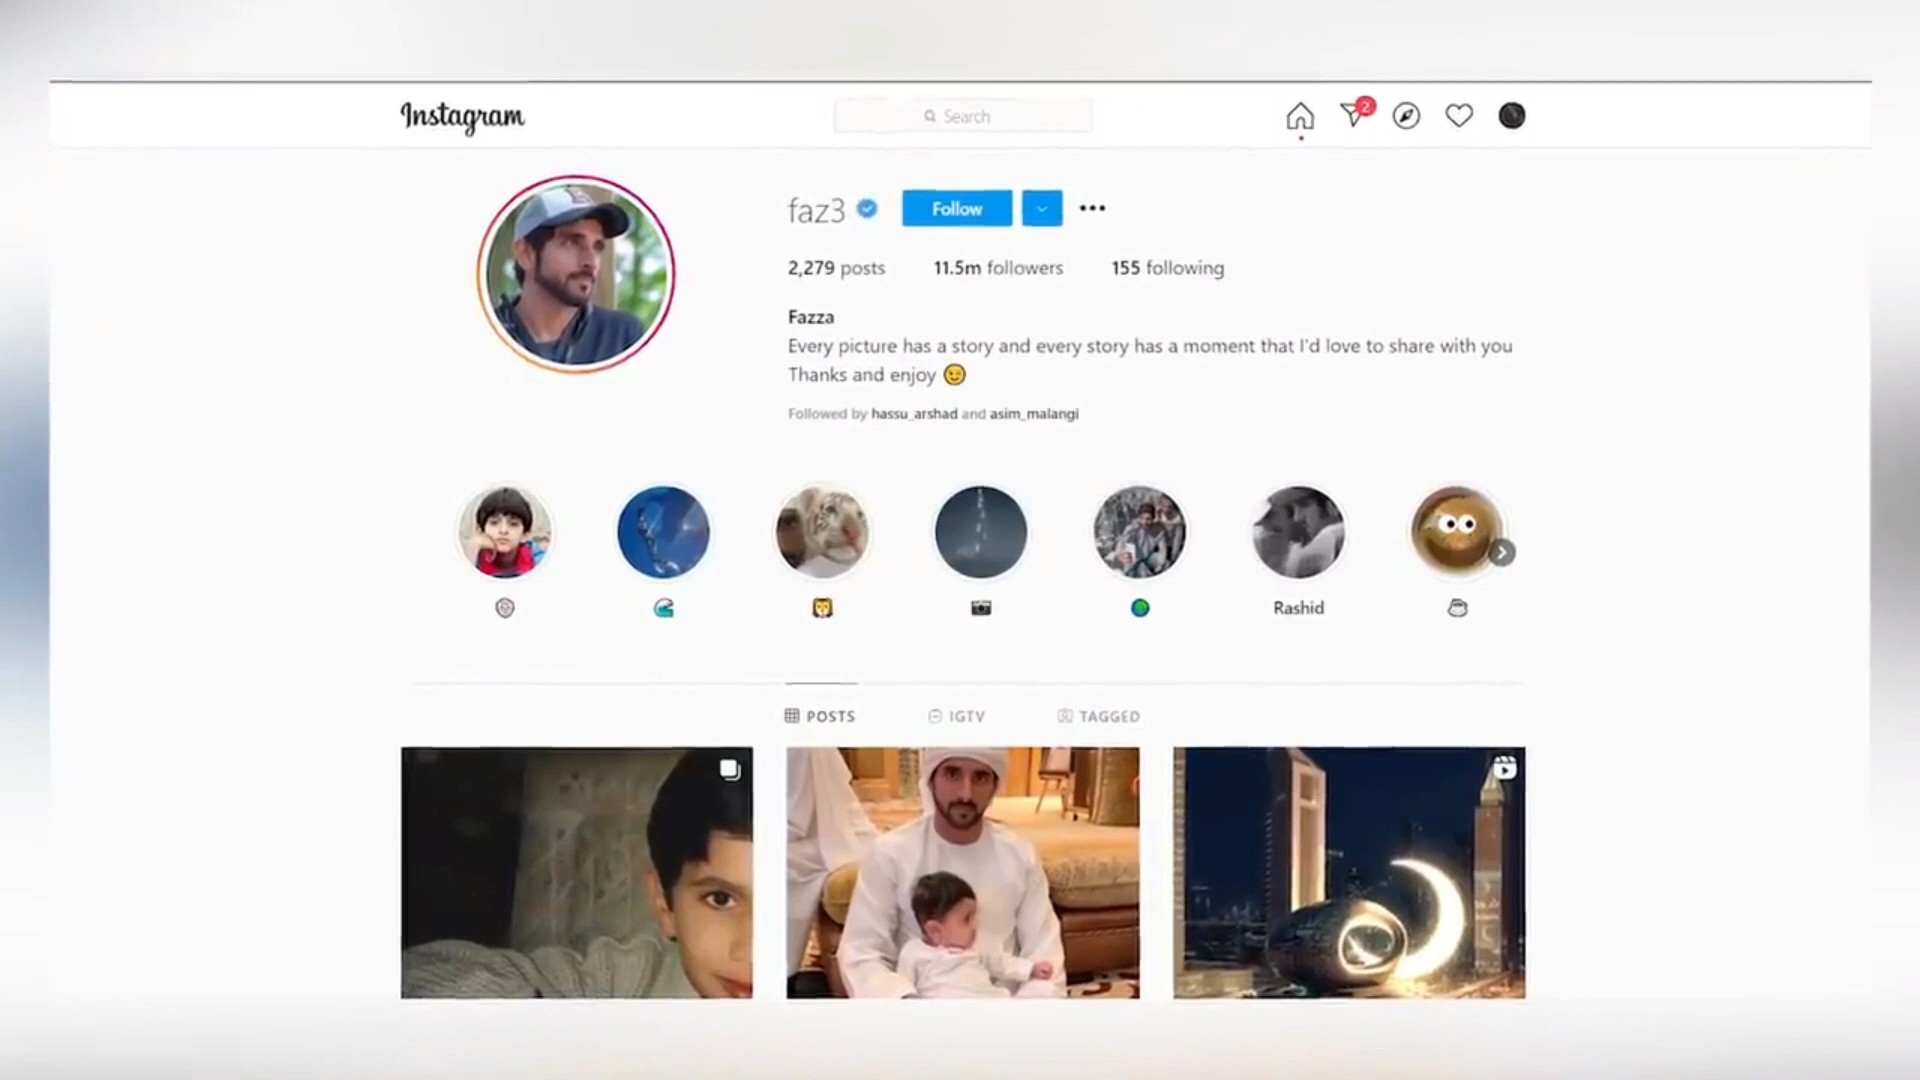 Instagram
Search
2
faz3
Follow
2,279 posts 11.5m followers 155 following
Fazza
Every picture has a story and every story has a moment that I'd love to share with you
Thanks and enjoy 😉
Followed by hassu_arshad and asim_malangi
Rashid
POSTS IGTV TAGGED